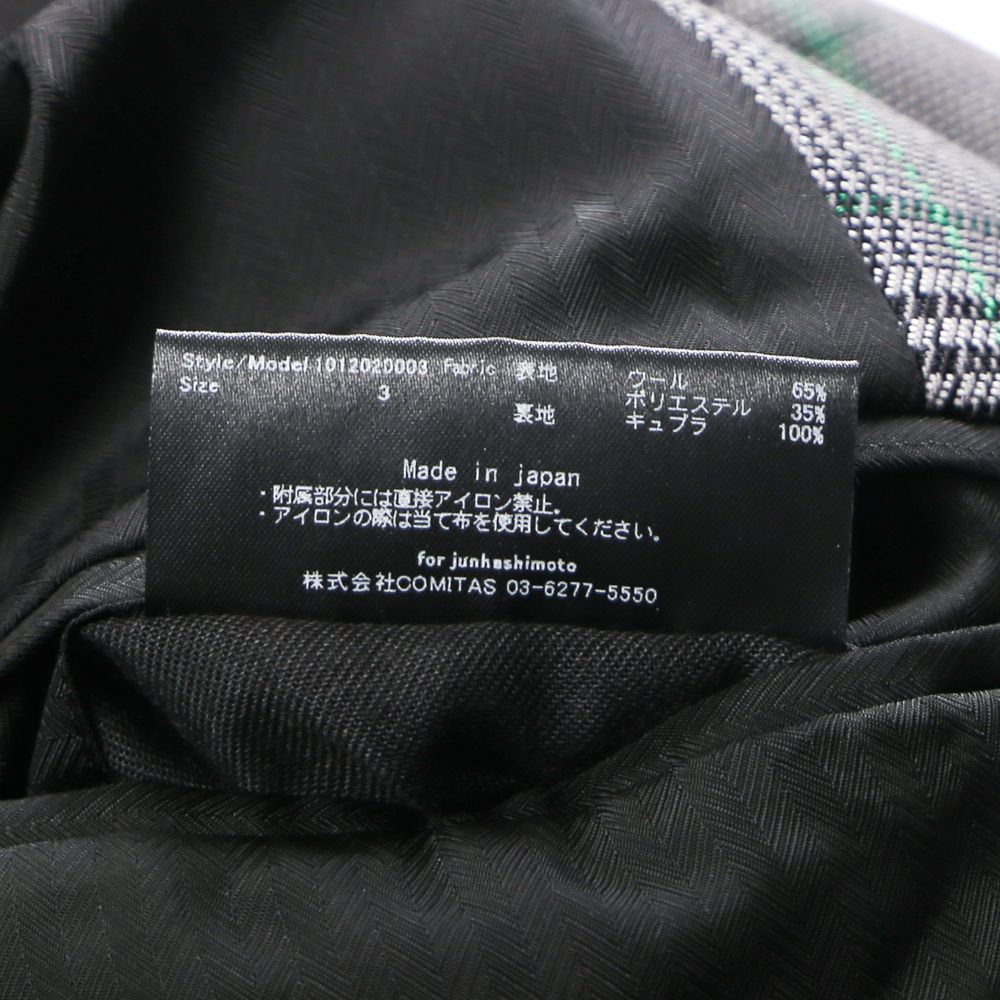 Style/Model 1012020003 Fabric 表地 ウール 65%
Size 3 ポリエステル 35%
裏地 キュプラ 100%
Made in japan
・附属部分には直接アイロン禁止。
・アイロンの際は当て布を使用してください。
for junhashimoto
株式会社COMITAS 03-6277-5550